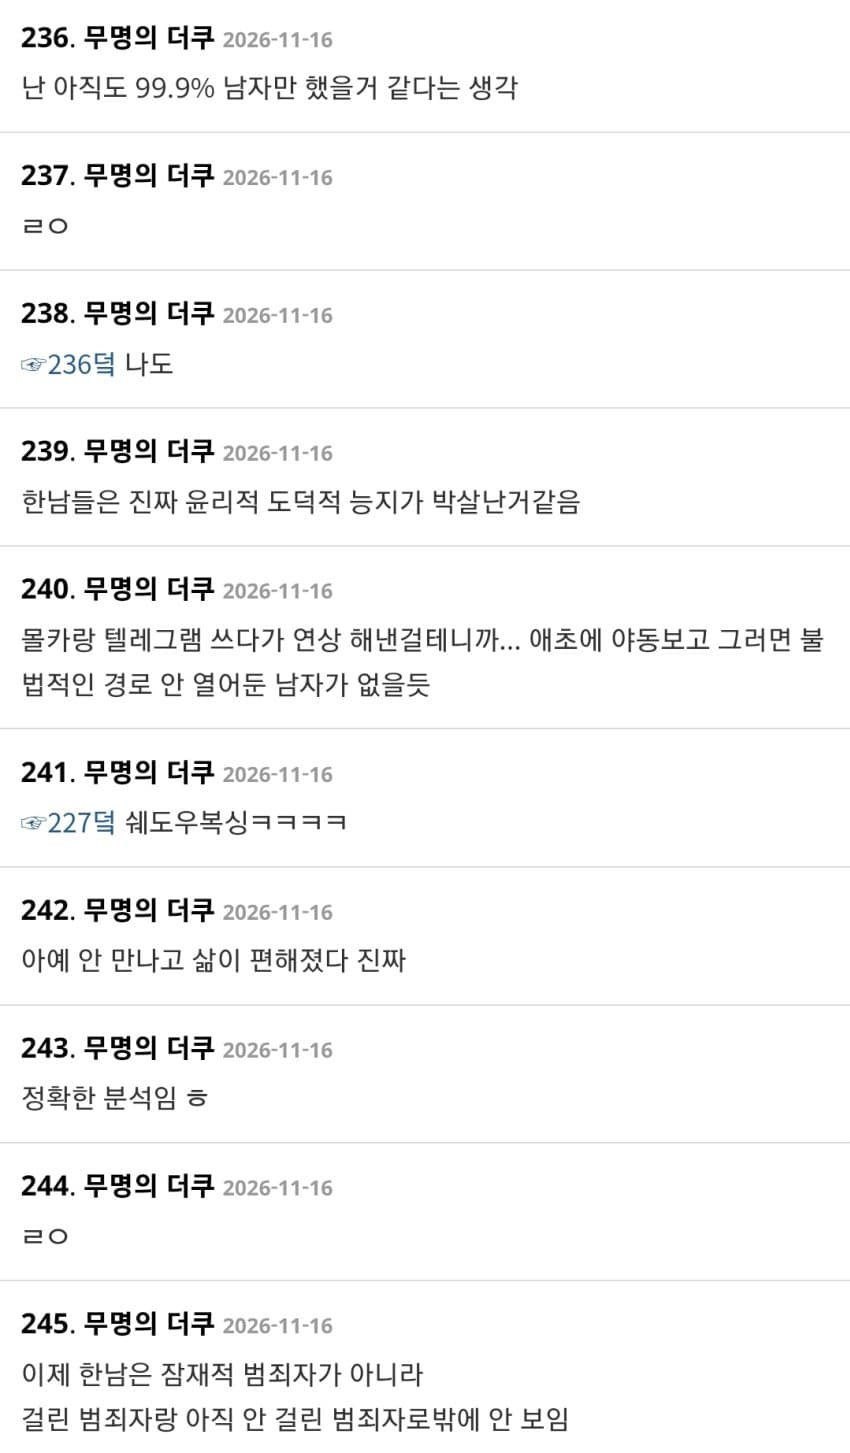 236. 무명의 더쿠 2026-11-16
난 아직도 99.9% 남자만 했을거 같다는 생각
237. 무명의 더쿠 2026-11-16
ㄹㅇ
238. 무명의 더쿠 2026-11-16
☞236덬 나도
239. 무명의 더쿠 2026-11-16
한남들은 진짜 윤리적 도덕적 능지가 박살난거같음
240. 무명의 더쿠 2026-11-16
몰카랑 텔레그램 쓰다가 연상 해낸걸테니까... 애초에 야동보고 그러면 불
법적인 경로 안 열어둔 남자가 없을듯
241. 무명의 더쿠 2026-11-16
☞227덬 쉐도우복싱ㅋㅋㅋㅋ
242. 무명의 더쿠 2026-11-16
아예 안 만나고 삶이 편해졌다 진짜
243. 무명의 더쿠 2026-11-16
정확한 분석임 ㅎ
244. 무명의 더쿠 2026-11-16
ㄹㅇ
245. 무명의 더쿠 2026-11-16
이제 한남은 잠재적 범죄자가 아니라
걸린 범죄자랑 아직 안 걸린 범죄자로밖에 안 보임